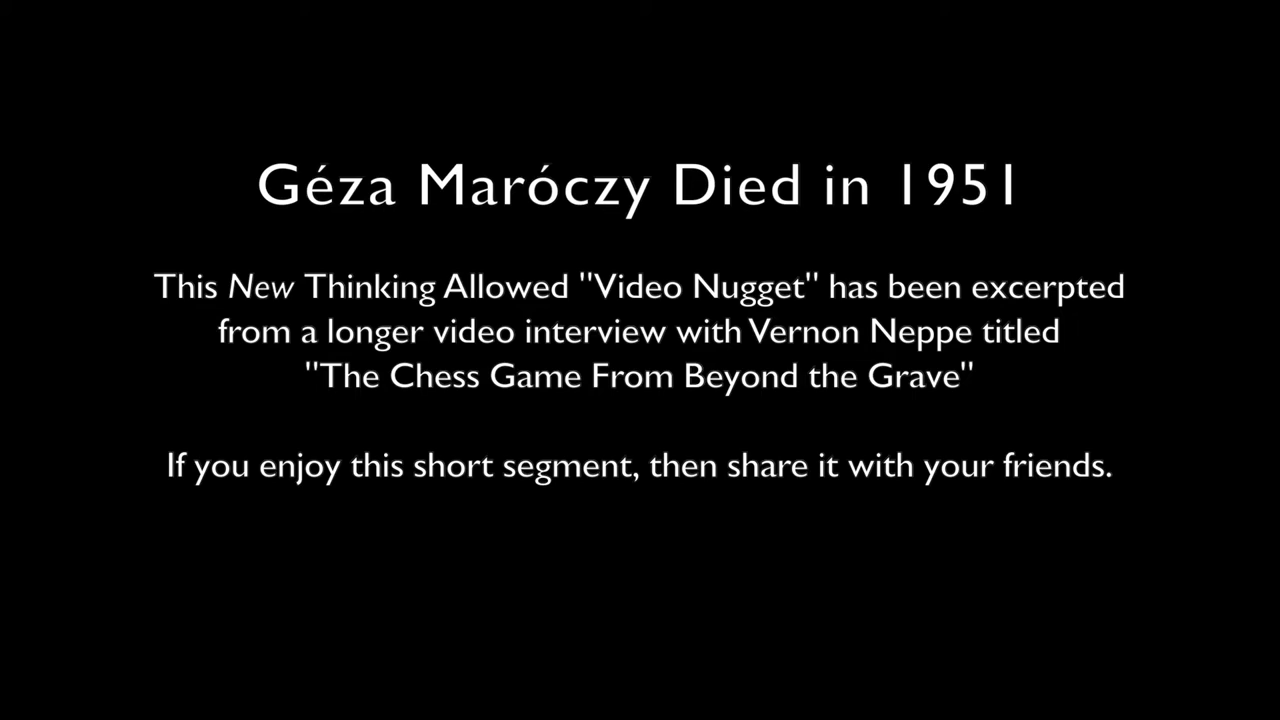 Géza Maróczy Died in 1951
This New Thinking Allowed "Video Nugget" has been excerpted
from a longer video interview with Vernon Neppe titled
"The Chess Game From Beyond the Grave"
If you enjoy this short segment, then share it with your friends.